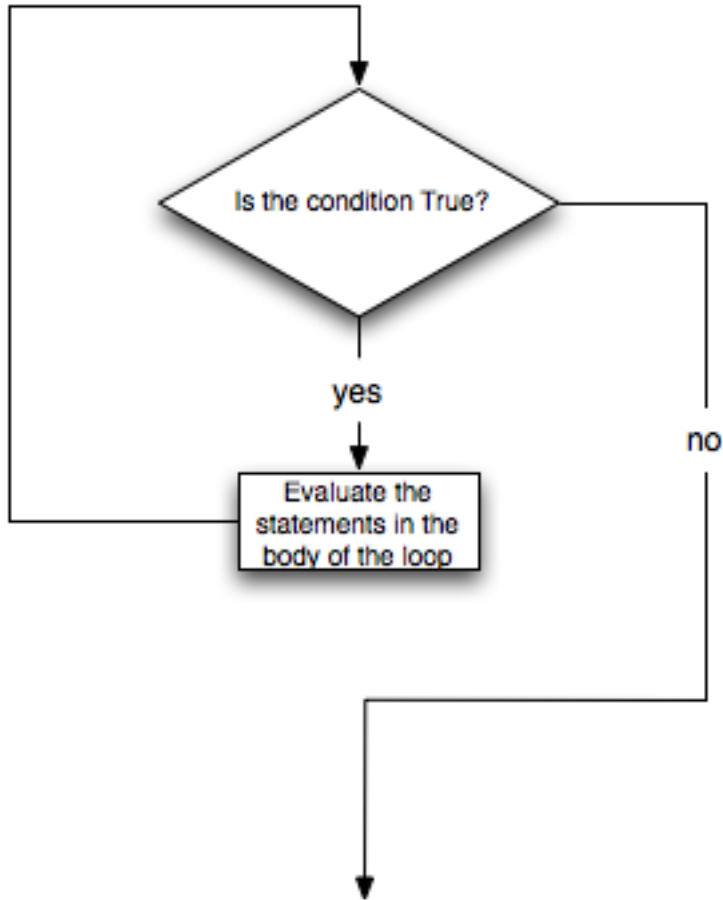 Is the condition True?
yes
no
Evaluate the
statements in the
body of the loop